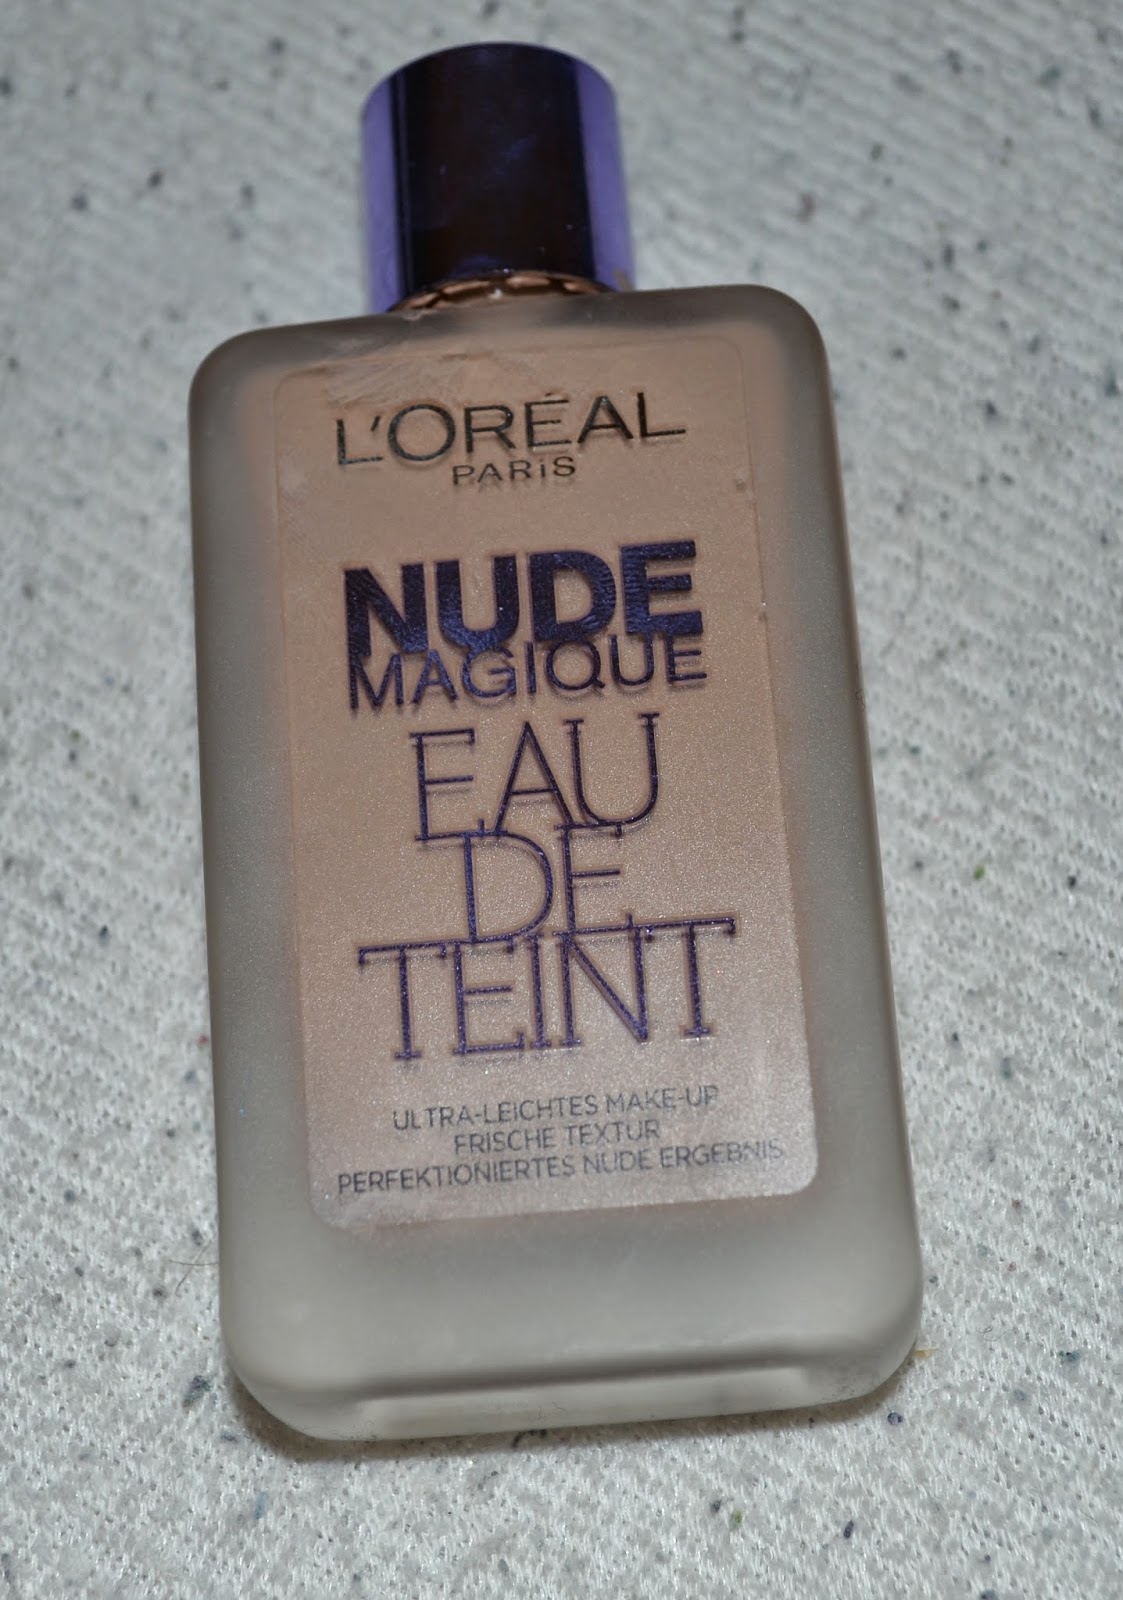 L'ORÉAL
PARiS
NUDE
MAGIQUE
EAU
DE
TEINT
ULTRA-LEICHTES MAKE-UP
FRISCHE TEXTUR
PERFEKTIONIERTES NUDE ERGEBNIS